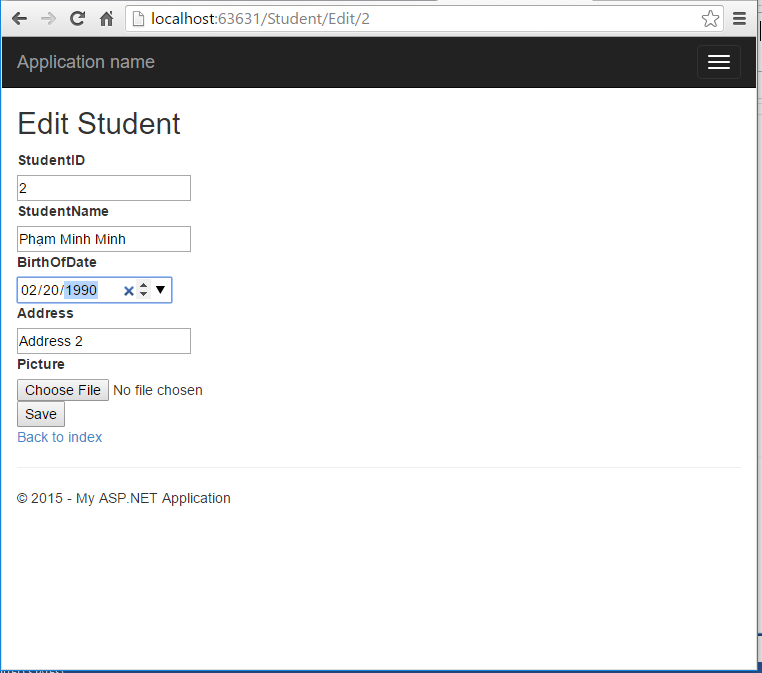 localhost:63631/Student/Edit/2
Application name
Edit Student
StudentID
2
StudentName
Phạm Minh Minh
BirthOfDate
02/20/1990
Address
Address 2
Picture
Choose File No file chosen
Save
Back to index
© 2015 - My ASP.NET Application